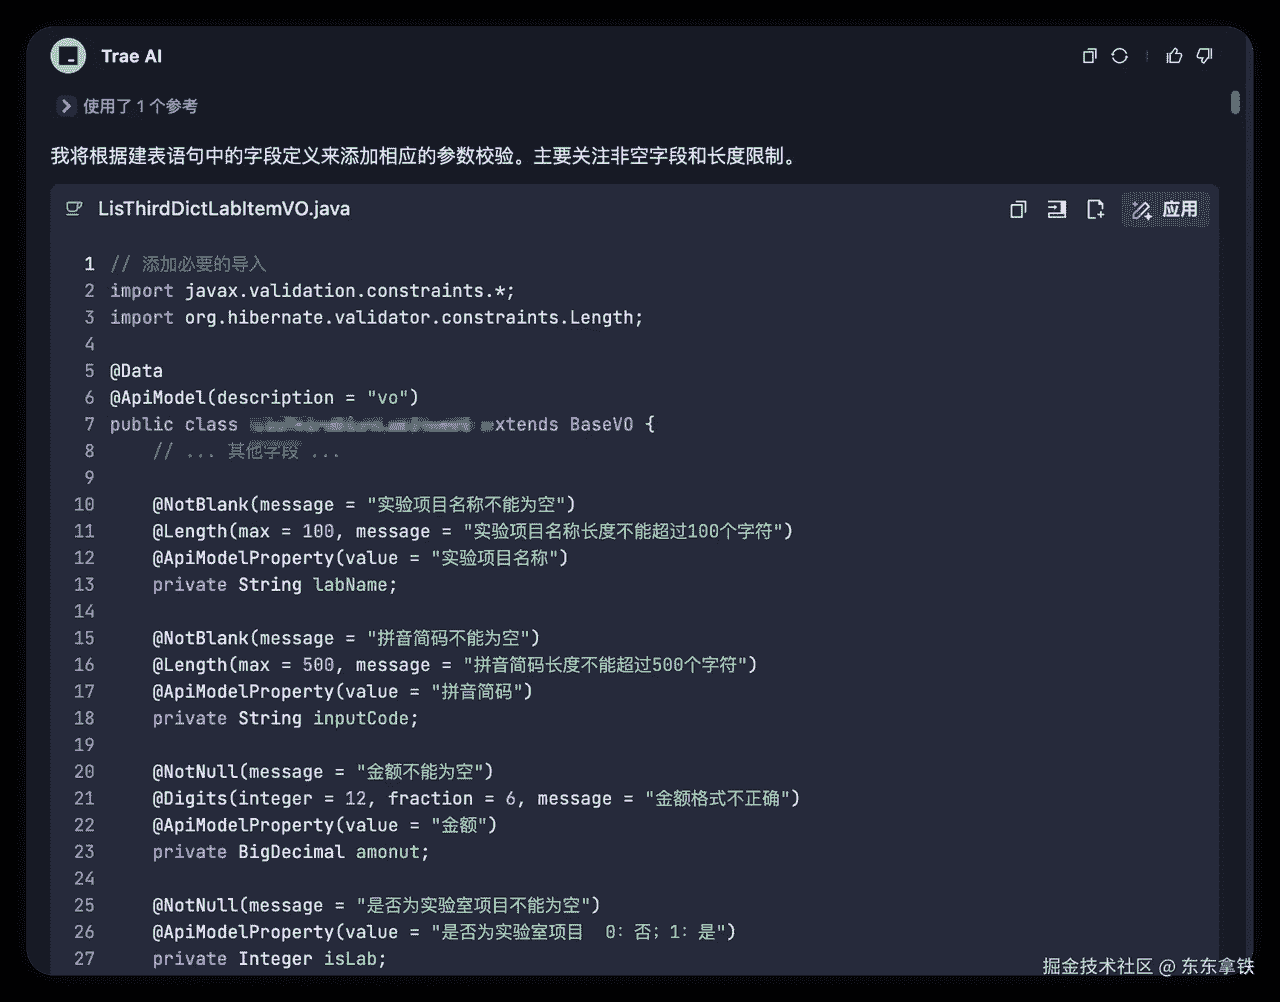 Trae AI
使用了 1 个参考
我将根据建表语句中的字段定义来添加相应的参数校验。主要关注非空字段和长度限制。
LisThirdDictLabItemVO.java
应用
1 // 添加必要的导入
2 import javax.validation.constraints.*;
3 import org.hibernate.validator.constraints.Length;
4
5 @Data
6 @ApiModel(description = "vo")
7 public class extends BaseVO {
8 // ... 其他字段 ...
9
10 @NotBlank(message = "实验项目名称不能为空")
11 @Length(max = 100, message = "实验项目名称长度不能超过100个字符")
12 @ApiModelProperty(value = "实验项目名称")
13 private String labName;
14
15 @NotBlank(message = "拼音简码不能为空")
16 @Length(max = 500, message = "拼音简码长度不能超过500个字符")
17 @ApiModelProperty(value = "拼音简码")
18 private String inputCode;
19
20 @NotNull(message = "金额不能为空")
21 @Digits(integer = 12, fraction = 6, message = "金额格式不正确")
22 @ApiModelProperty(value = "金额")
23 private BigDecimal amonut;
24
25 @NotNull(message = "是否为实验室项目不能为空")
26 @ApiModelProperty(value = "是否为实验室项目  0: 否; 1: 是")
27 private Integer isLab;
掘金技术社区 @ 东东拿铁